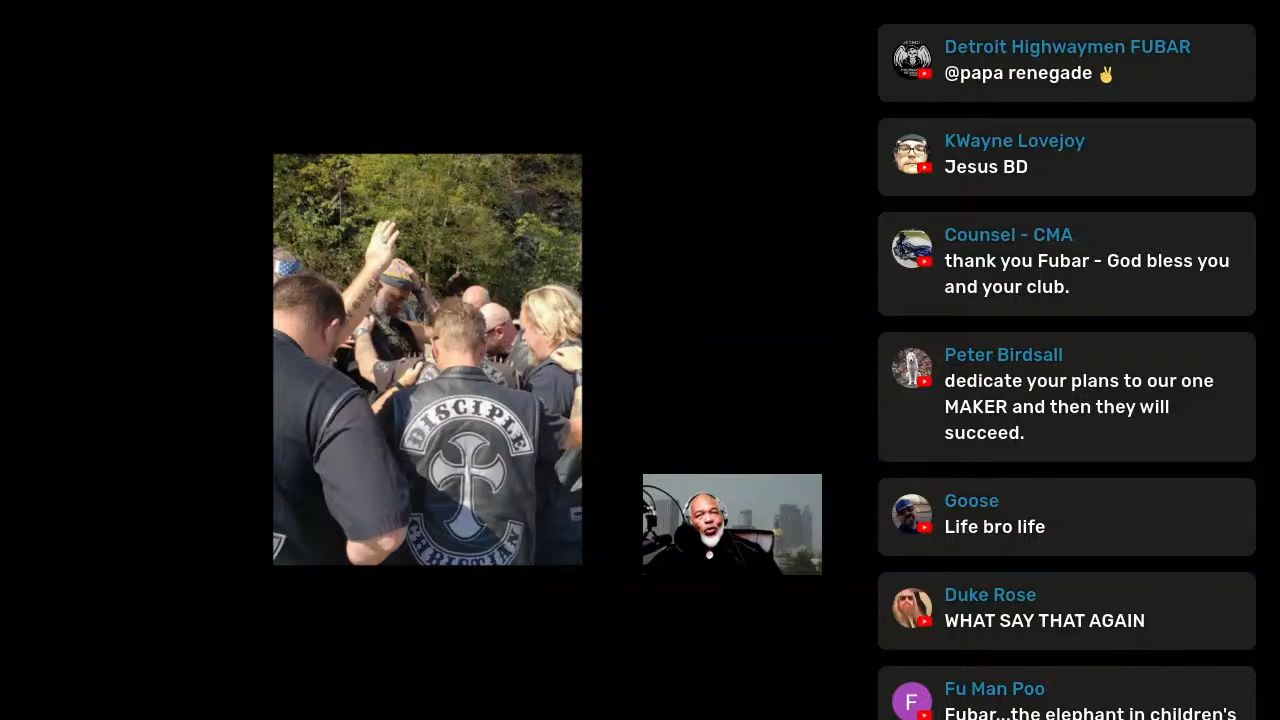 DISCIPLE
CHRISTIAN
Detroit Highwaymen FUBAR
@papa renegade ✌
KWayne Lovejoy
Jesus BD
Counsel - CMA
thank you Fubar - God bless you
and your club.
Peter Birdsall
dedicate your plans to our one
MAKER and then they will
succeed.
Goose
Life bro life
Duke Rose
WHAT SAY THAT AGAIN
F
Fu Man Poo
Fubar...the elephant in children's